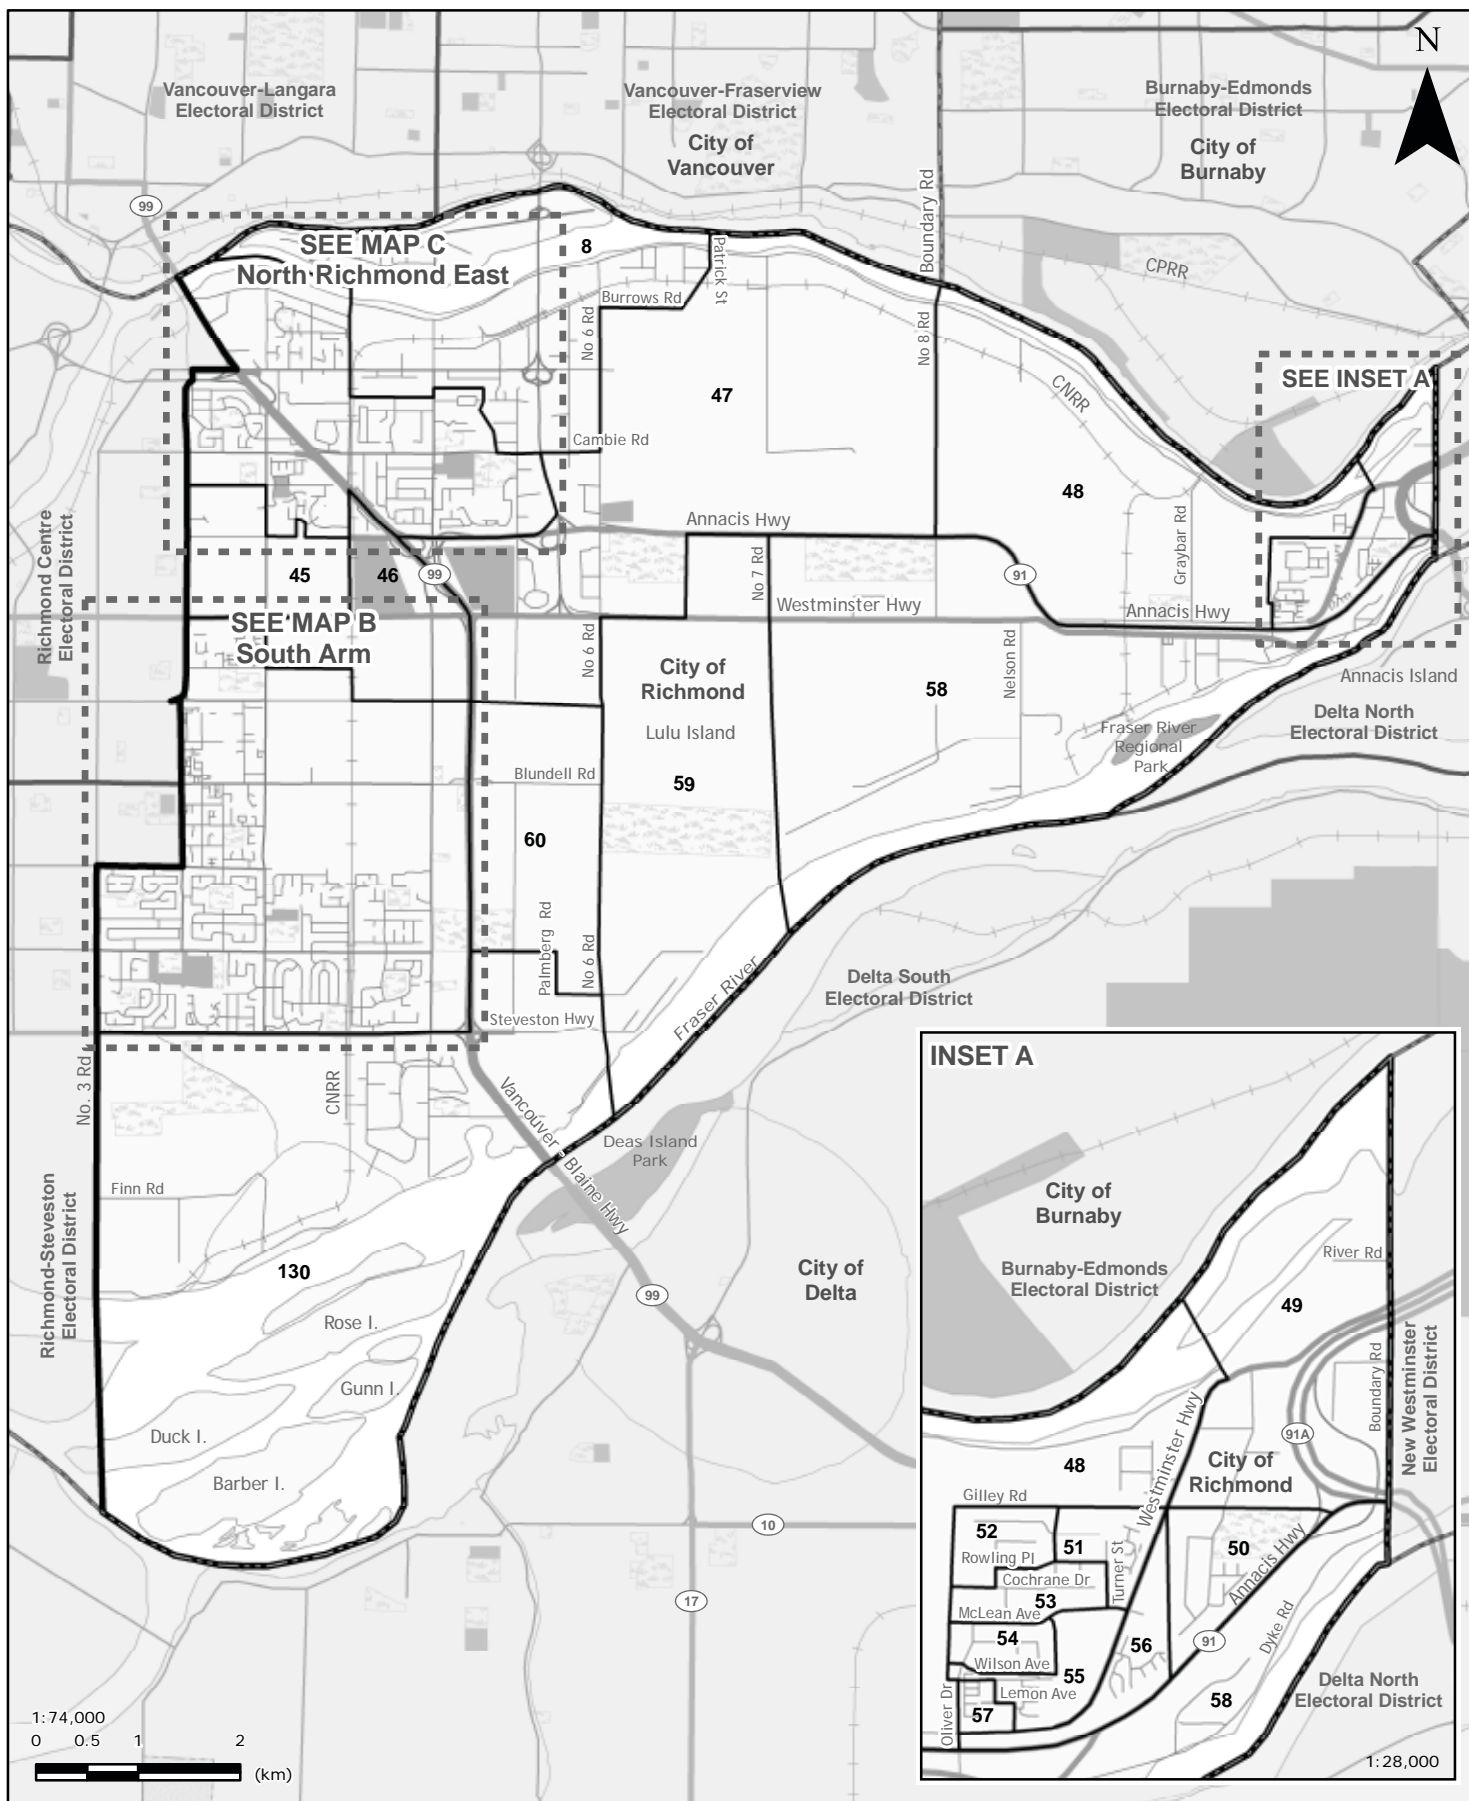 N
Vancouver-Langara
Electoral District
Vancouver-Fraserview
Electoral District
City of
Vancouver
Burnaby-Edmonds
Electoral District
City of
Burnaby
99
Boundary Rd
SEE MAP C
North Richmond East
8
Patrick St
CPRR
Burrows Rd
No 6 Rd
No 8 Rd
SEE INSET A
47
CNRR
Cambie Rd
48
Annacis Hwy
Graybar Rd
Richmond Centre
Electoral District
45
46
99
No 7 Rd
91
Westminster Hwy
Annacis Hwy
SEE MAP B
South Arm
No 6 Rd
City of
Richmond
Lulu Island
58
Nelson Rd
Annacis Island
Delta North
Electoral District
Fraser River
Regional
Park
Blundell Rd
59
60
Palmberg Rd
No 6 Rd
Fraser River
Delta South
Electoral District
Steveston Hwy
No. 3 Rd
CNRR
Vancouver - Blaine Hwy
Deas Island
Park
Finn Rd
Richmond-Steveston
Electoral District
130
City of
Delta
99
Rose I.
Gunn I.
Duck I.
Barber I.
10
17
1:74,000
0 0.5 1 2
(km)
INSET A
City of
Burnaby
Burnaby-Edmonds
Electoral District
River Rd
49
New Westminster
Electoral District
Boundary Rd
91A
Westminster Hwy
48
City of
Richmond
Gilley Rd
52
51
50
Rowling Pl
Cochrane Dr
Turner St
Annacis Hwy
53
McLean Ave
54
Wilson Ave
55
56
91
Dyke Rd
Oliver Dr
Lemon Ave
57
58
Delta North
Electoral District
1:28,000